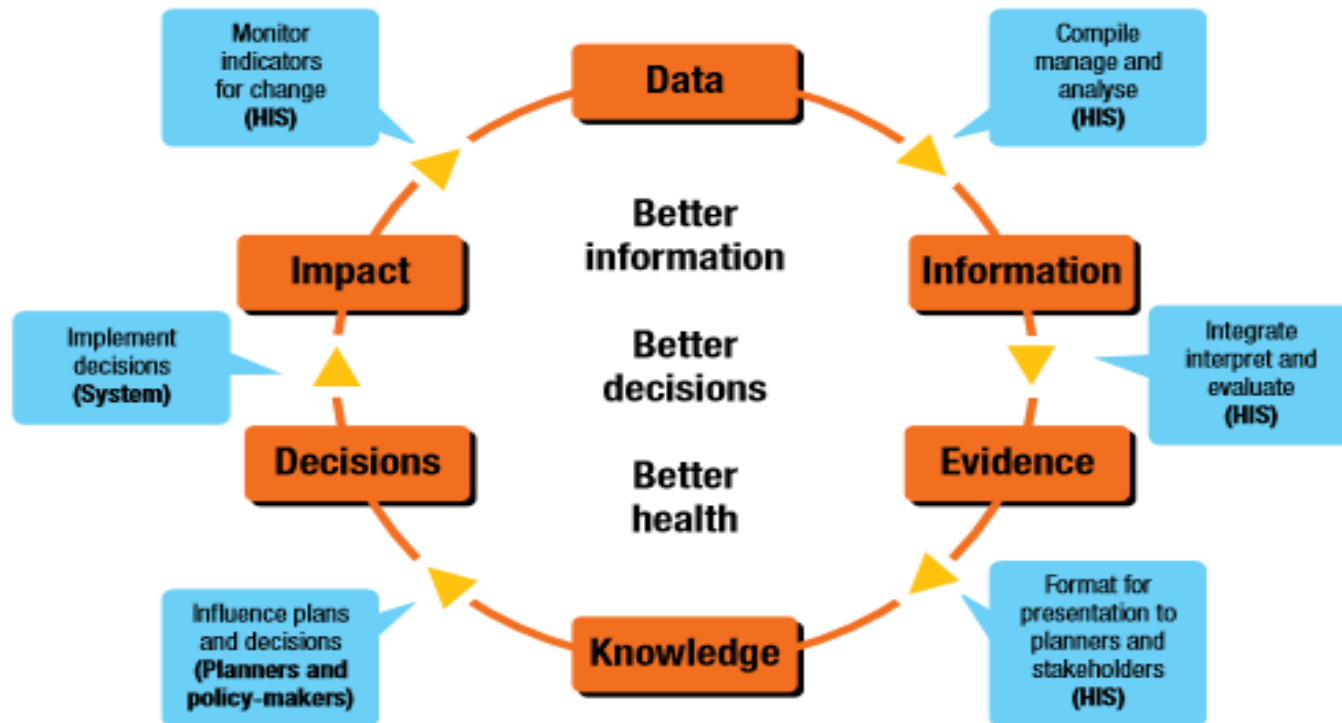 Monitor
indicators
for change
(HIS)
Data
Compile
manage and
analyse
(HIS)
Better
information
Impact
Information
Implement
decisions
(System)
Better
decisions
Integrate
interpret and
evaluate
(HIS)
Decisions
Evidence
Better
health
Influence plans
and decisions
(Planners and
policy-makers)
Knowledge
Format for
presentation to
planners and
stakeholders
(HIS)